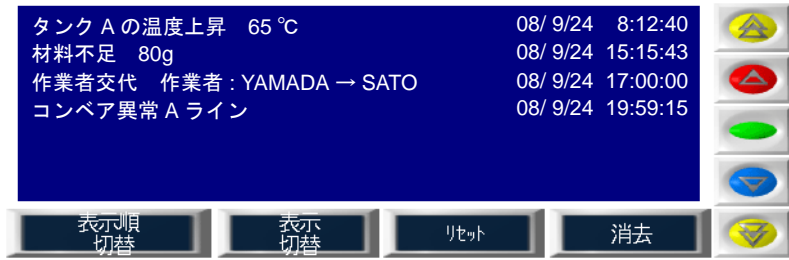 タンク A の温度上昇　65 ℃　08/ 9/24　8:12:40
材料不足　80g　08/ 9/24　15:15:43
作業者交代　作業者 : YAMADA → SATO　08/ 9/24　17:00:00
コンベア異常 A ライン　08/ 9/24　19:59:15
表示順
切替
表示
切替
ﾘｾｯﾄ
消去